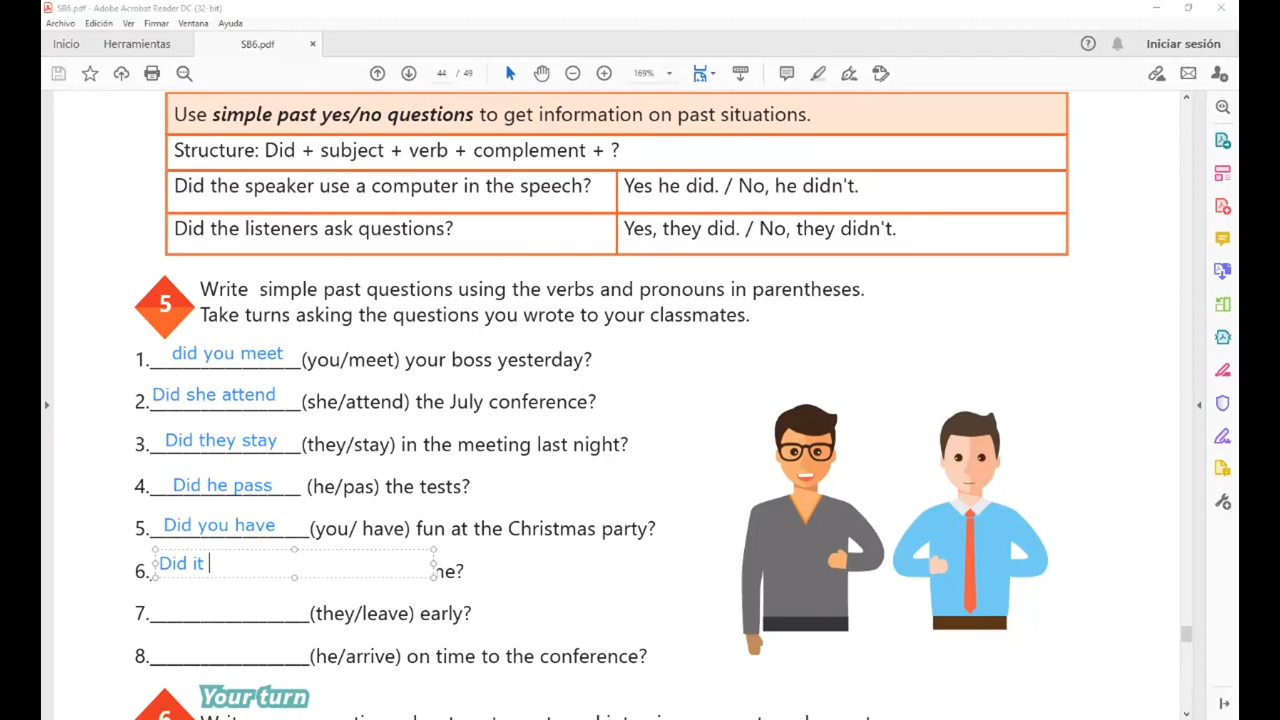 SB6.pdf - Adobe Acrobat Reader DC (32-bit)
Archivo Edición Ver Firmar Ventana Ayuda
Inicio Herramientas SB6.pdf × Iniciar sesión
44 / 49 169%
Use simple past yes/no questions to get information on past situations.
Structure: Did + subject + verb + complement + ?
Did the speaker use a computer in the speech? Yes he did. / No, he didn't.
Did the listeners ask questions? Yes, they did. / No, they didn't.
5 Write simple past questions using the verbs and pronouns in parentheses.
Take turns asking the questions you wrote to your classmates.
1. did you meet (you/meet) your boss yesterday?
2. Did she attend (she/attend) the July conference?
3. Did they stay (they/stay) in the meeting last night?
4. Did he pass (he/pas) the tests?
5. Did you have (you/ have) fun at the Christmas party?
6. Did it ne?
7. (they/leave) early?
8. (he/arrive) on time to the conference?
Your turn